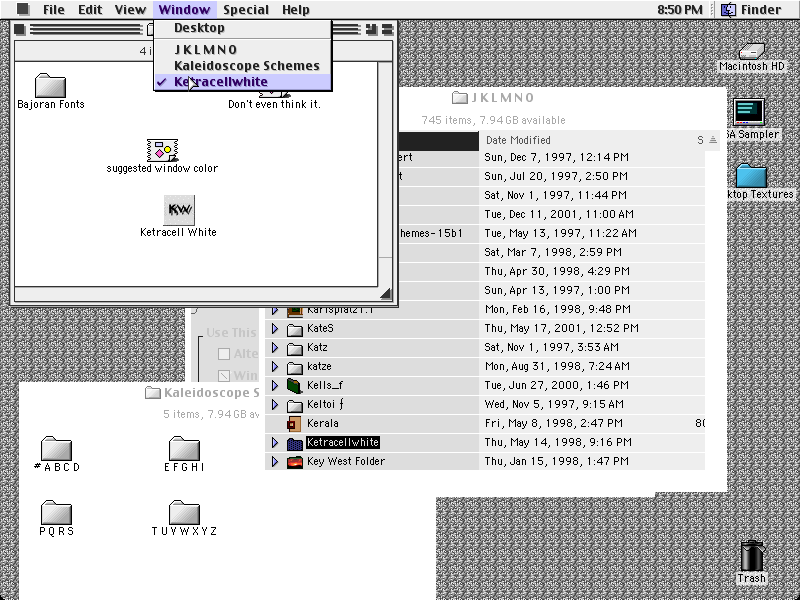 File Edit View Window Special Help 8:50 PM Finder
Desktop
J K L M N O
Kaleidoscope Schemes
✓ Ketracellwhite
4 i
Bajoran Fonts
Don't even think it.
suggested window color
Ketracell White
Macintosh HD
Sampler
ktop Textures
Trash
J K L M N O
745 items, 7.94 GB available
Date Modified S
ert Sun, Dec 7, 1997, 12:14 PM
t Sun, Jul 20, 1997, 2:50 PM
Sat, Nov 1, 1997, 11:44 PM
Tue, Dec 11, 2001, 11:00 AM
hemes-15b1 Tue, May 13, 1997, 11:22 AM
Sat, Mar 7, 1998, 2:59 PM
Thu, Apr 30, 1998, 4:29 PM
Sun, Apr 13, 1997, 1:00 PM
Karlsplatz1.1 Mon, Feb 16, 1998, 9:48 PM
KateS Thu, May 17, 2001, 12:52 PM
Katz Sat, Nov 1, 1997, 3:53 AM
katze Mon, Aug 31, 1998, 7:24 AM
Kells_f Tue, Jun 27, 2000, 1:46 PM
Keltoi ƒ Wed, Nov 5, 1997, 9:15 AM
Kerala Fri, May 8, 1998, 2:47 PM 80
Ketracellwhite Thu, May 14, 1998, 9:16 PM
Key West Folder Thu, Jan 15, 1998, 1:47 PM
Use This
Alte
Win
Kaleidoscope S
5 items, 7.94 GB av
#ABCD
EFGHI
PQRS
TUVWXYZ